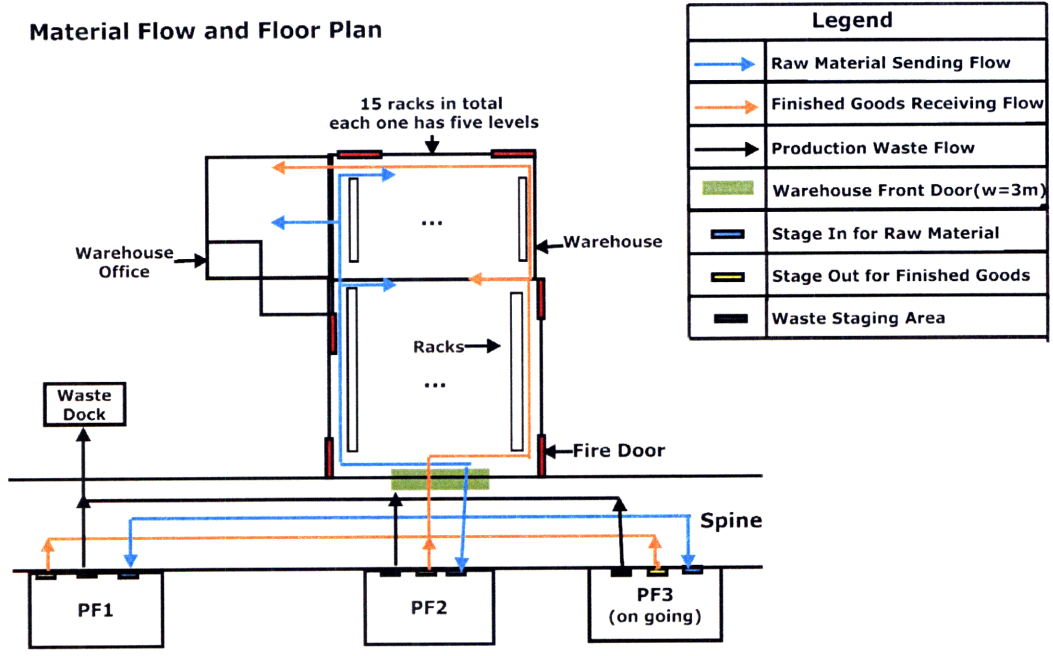 Material Flow and Floor Plan
Legend
Raw Material Sending Flow
Finished Goods Receiving Flow
Production Waste Flow
Warehouse Front Door(w=3m)
Stage In for Raw Material
Stage Out for Finished Goods
Waste Staging Area
15 racks in total
each one has five levels
...
Warehouse
Warehouse
Office
Racks
...
Waste
Dock
Fire Door
Spine
PF1
PF2
PF3
(on going)